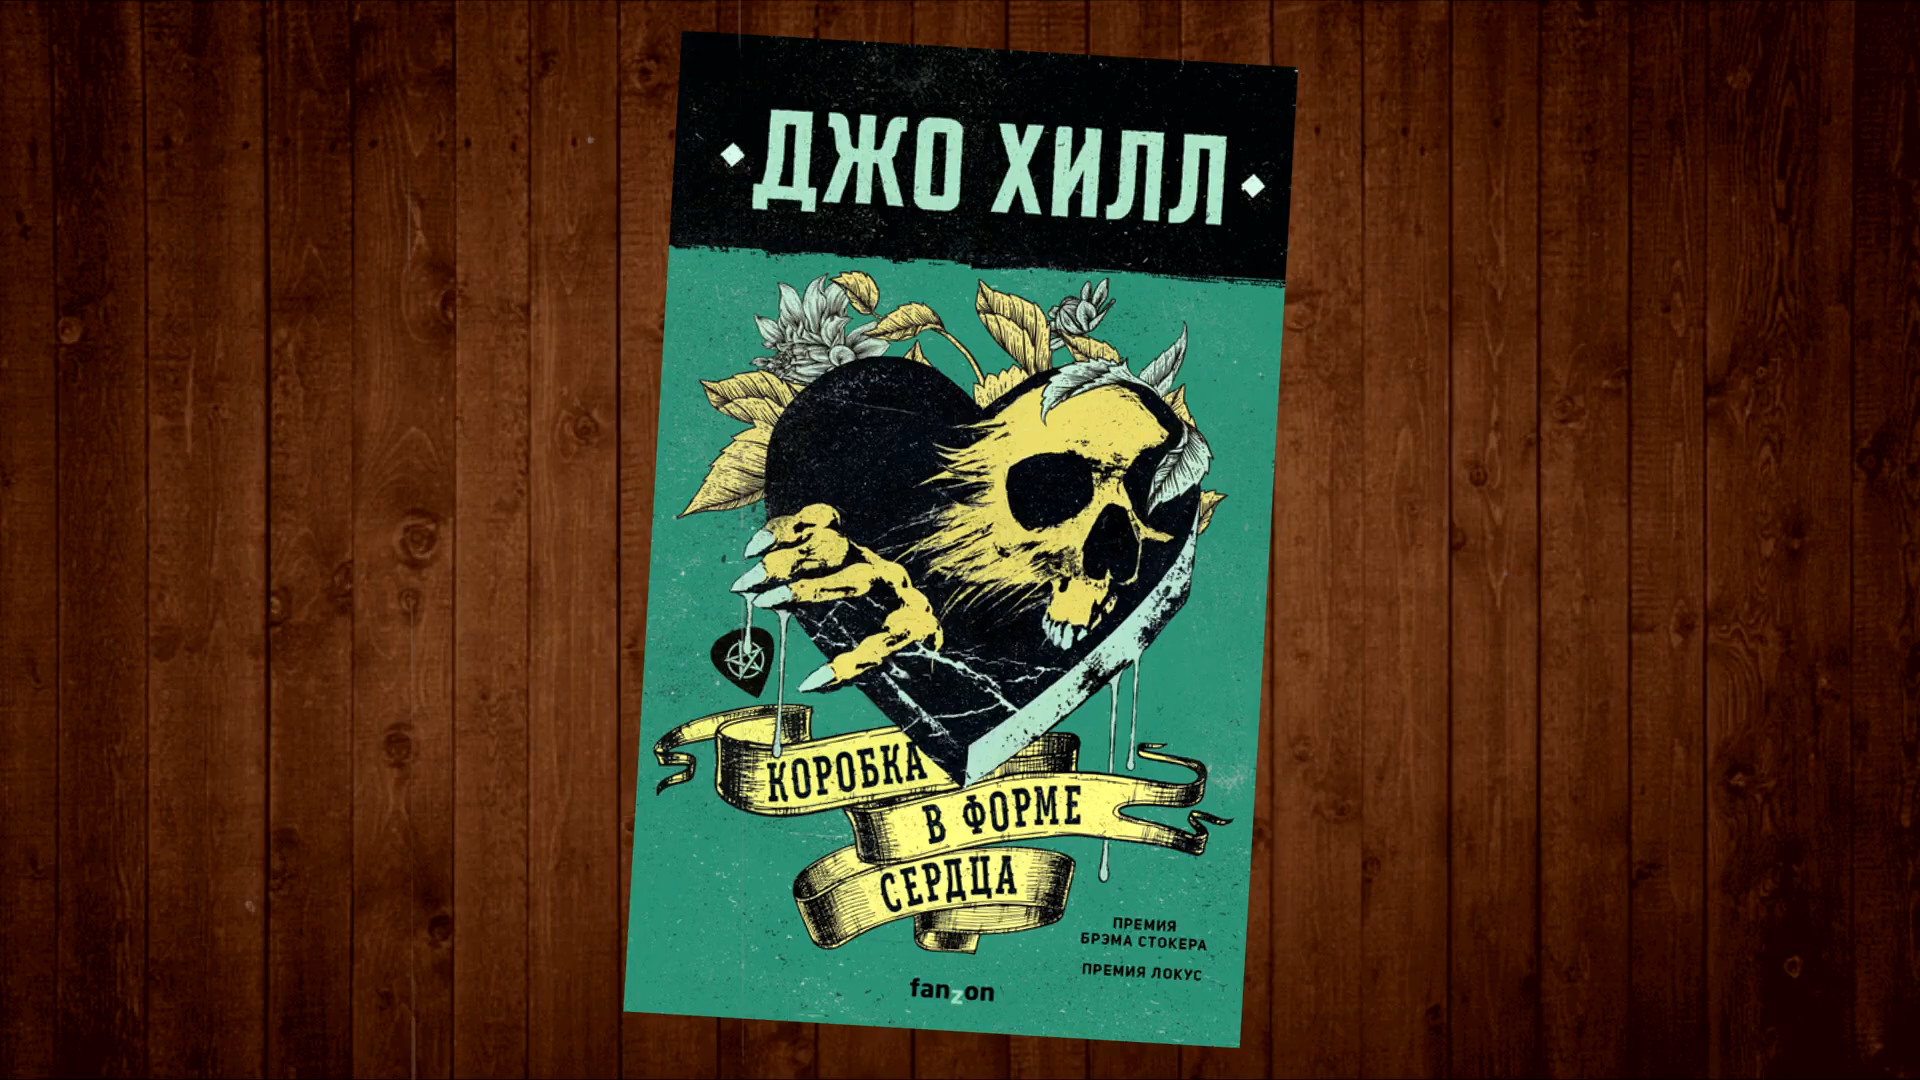 ДЖО ХИЛЛ
КОРОБКА
В ФОРМЕ
СЕРДЦА
ПРЕМИЯ
БРЭМА СТОКЕРА
ПРЕМИЯ ЛОКУС
fanzon